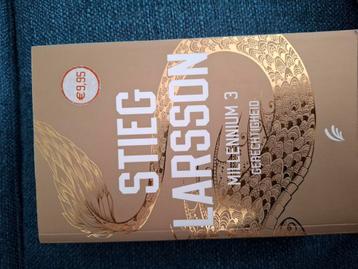 €9,95
STIEG
LARSSON
MILLENNIUM 3
GERECHTIGHEID